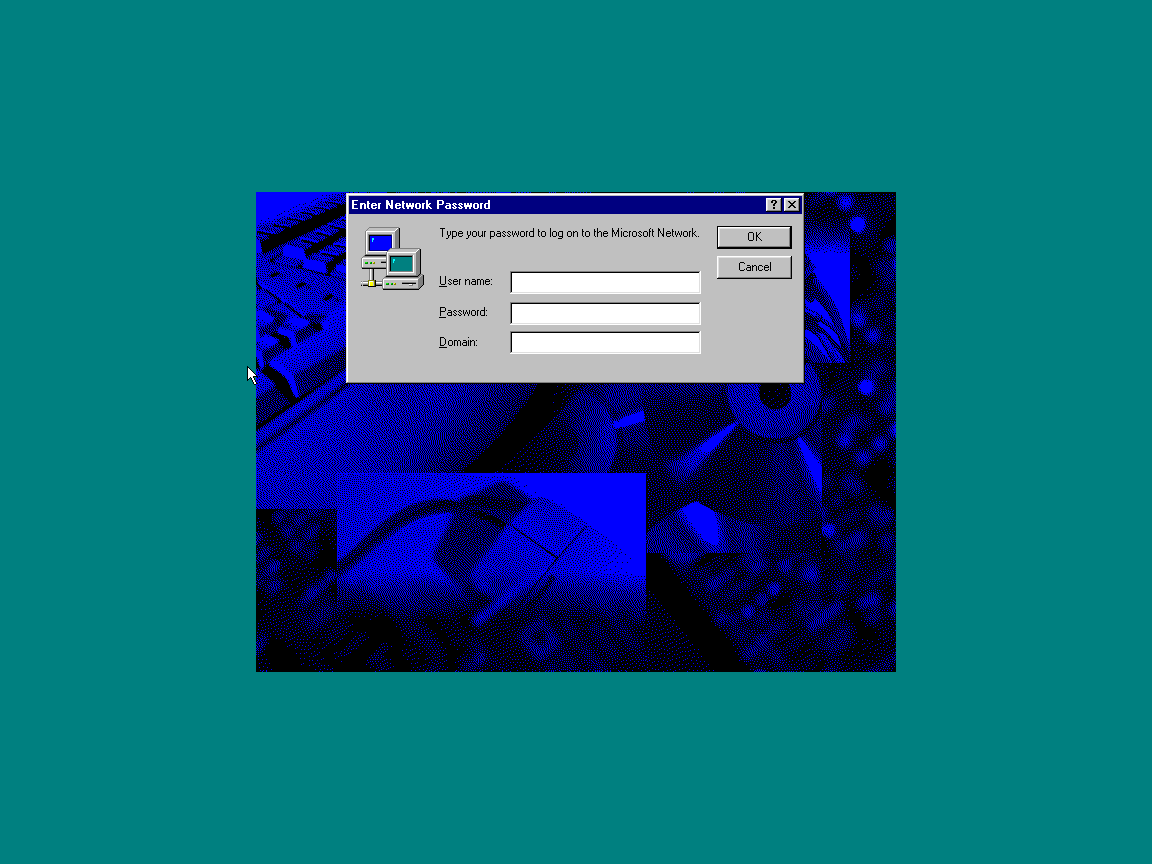 Enter Network Password
Type your password to log on to the Microsoft Network.
OK
Cancel
User name:
Password:
Domain: